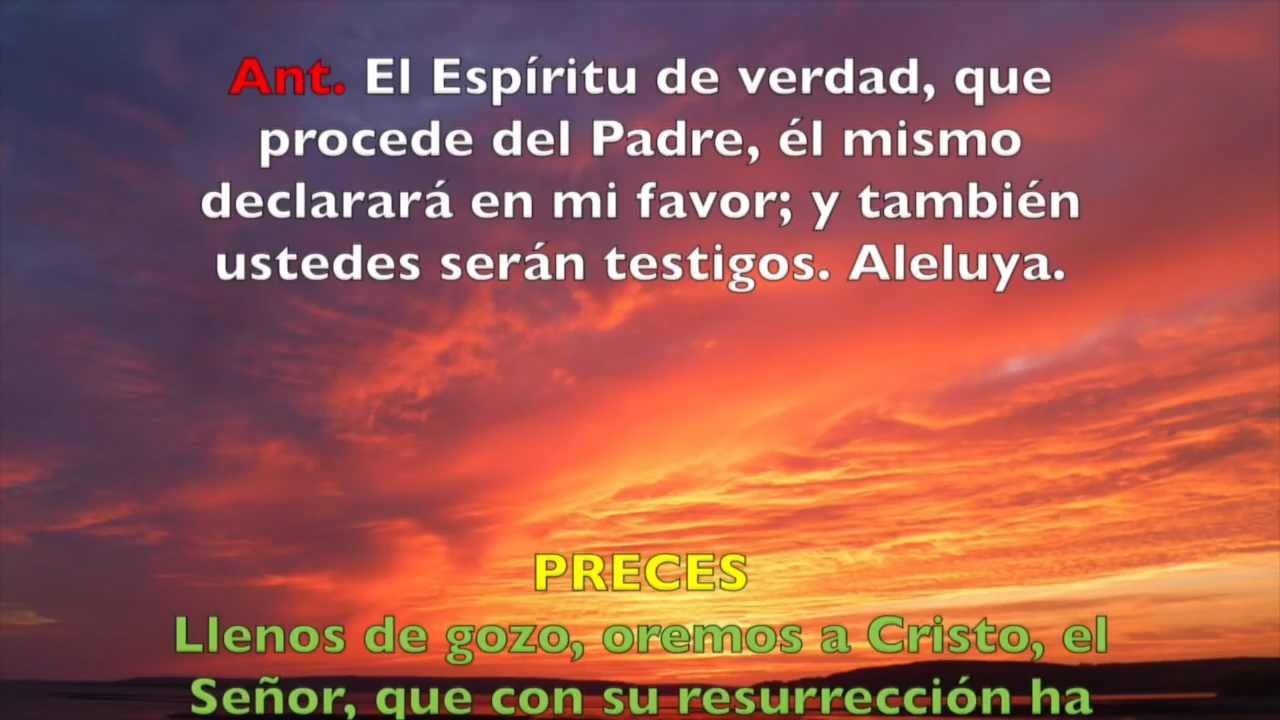 Ant. El Espíritu de verdad, que
procede del Padre, él mismo
declarará en mi favor; y también
ustedes serán testigos. Aleluya.
PRECES
Llenos de gozo, oremos a Cristo, el
Señor, que con su resurrección ha